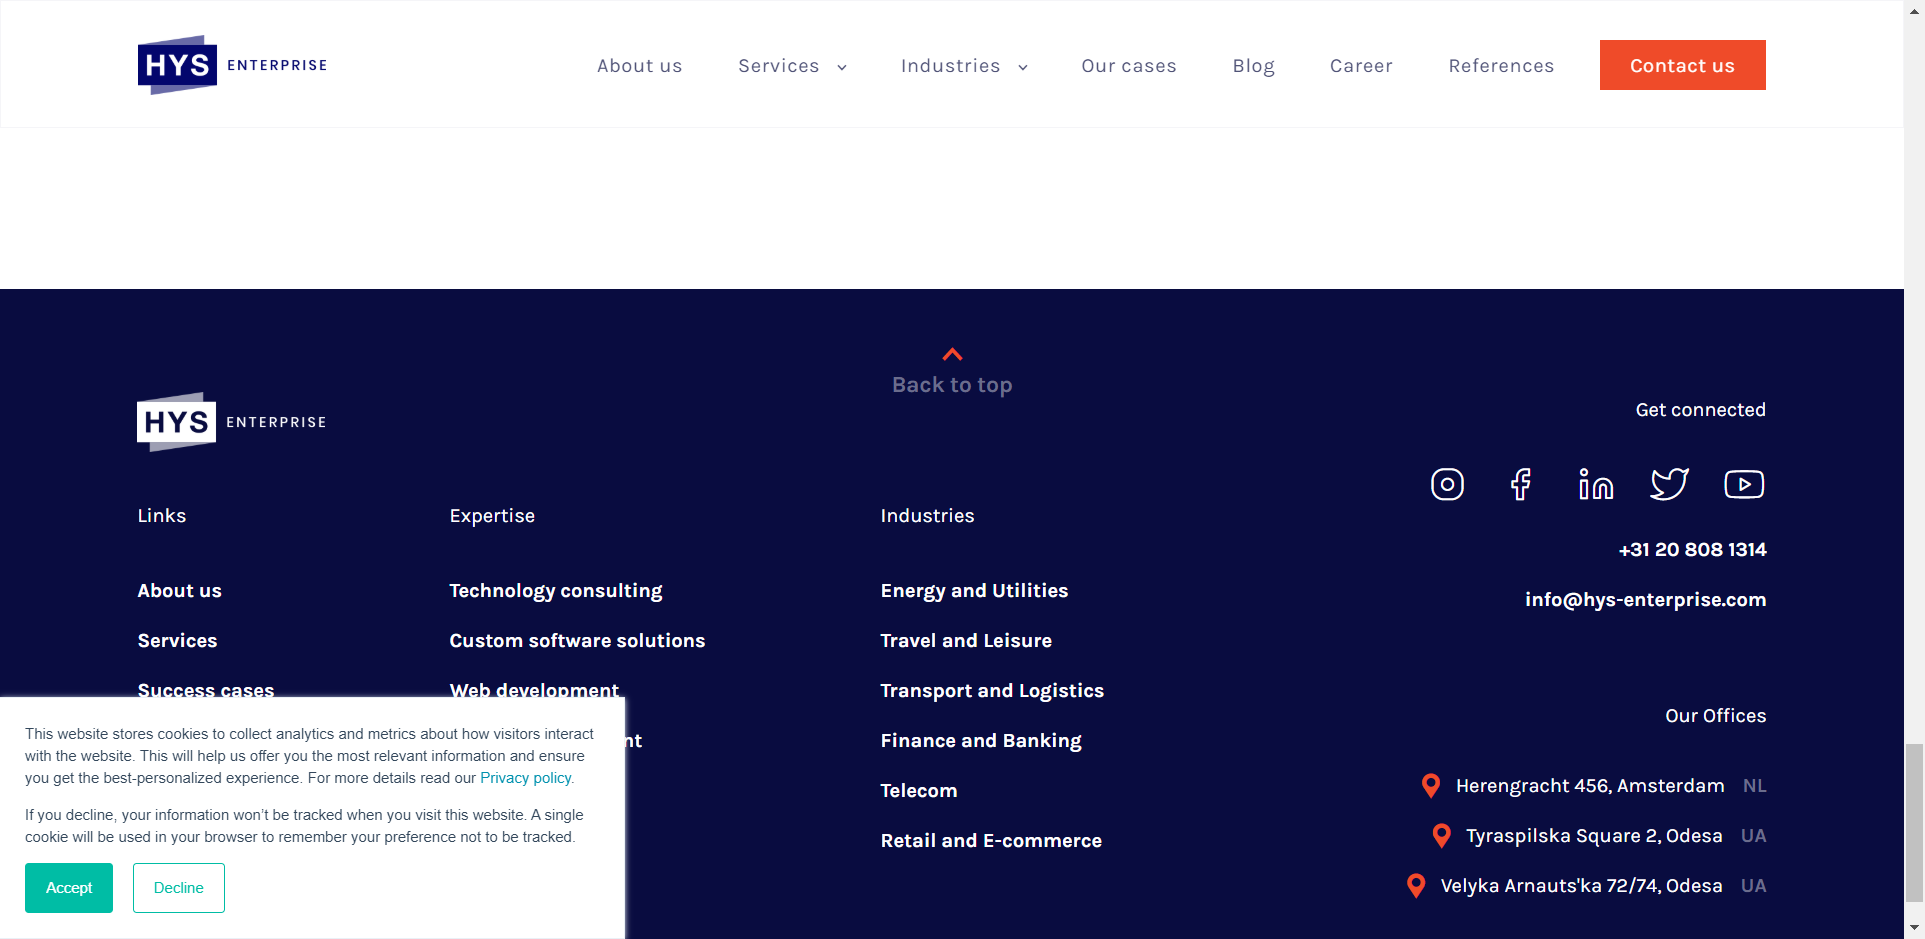 HYS ENTERPRISE
About us Services Industries Our cases Blog Career References Contact us
Back to top
HYS ENTERPRISE
Get connected
Links
About us
Services
Success cases
Expertise
Technology consulting
Custom software solutions
Web development
Industries
Energy and Utilities
Travel and Leisure
Transport and Logistics
Finance and Banking
Telecom
Retail and E-commerce
+31 20 808 1314
info@hys-enterprise.com
Our Offices
Herengracht 456, Amsterdam NL
Tyraspilska Square 2, Odesa UA
Velyka Arnauts'ka 72/74, Odesa UA
This website stores cookies to collect analytics and metrics about how visitors interact
with the website. This will help us offer you the most relevant information and ensure
you get the best-personalized experience. For more details read our Privacy policy.
If you decline, your information won’t be tracked when you visit this website. A single
cookie will be used in your browser to remember your preference not to be tracked.
Accept Decline